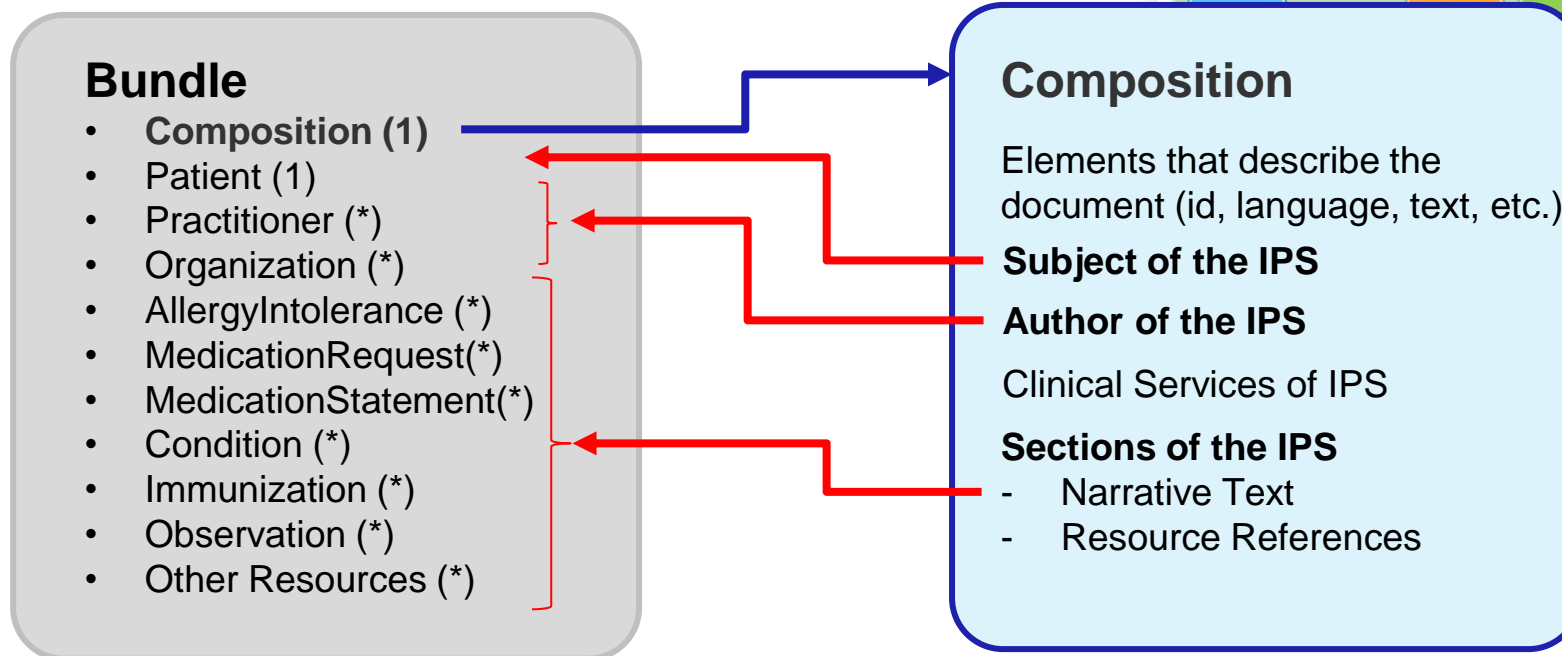 Bundle
• Composition (1)
• Patient (1)
• Practitioner (*)
• Organization (*)
• AllergyIntolerance (*)
• MedicationRequest(*)
• MedicationStatement(*)
• Condition (*)
• Immunization (*)
• Observation (*)
• Other Resources (*)
Composition
Elements that describe the
document (id, language, text, etc.)
Subject of the IPS
Author of the IPS
Clinical Services of IPS
Sections of the IPS
- Narrative Text
- Resource References